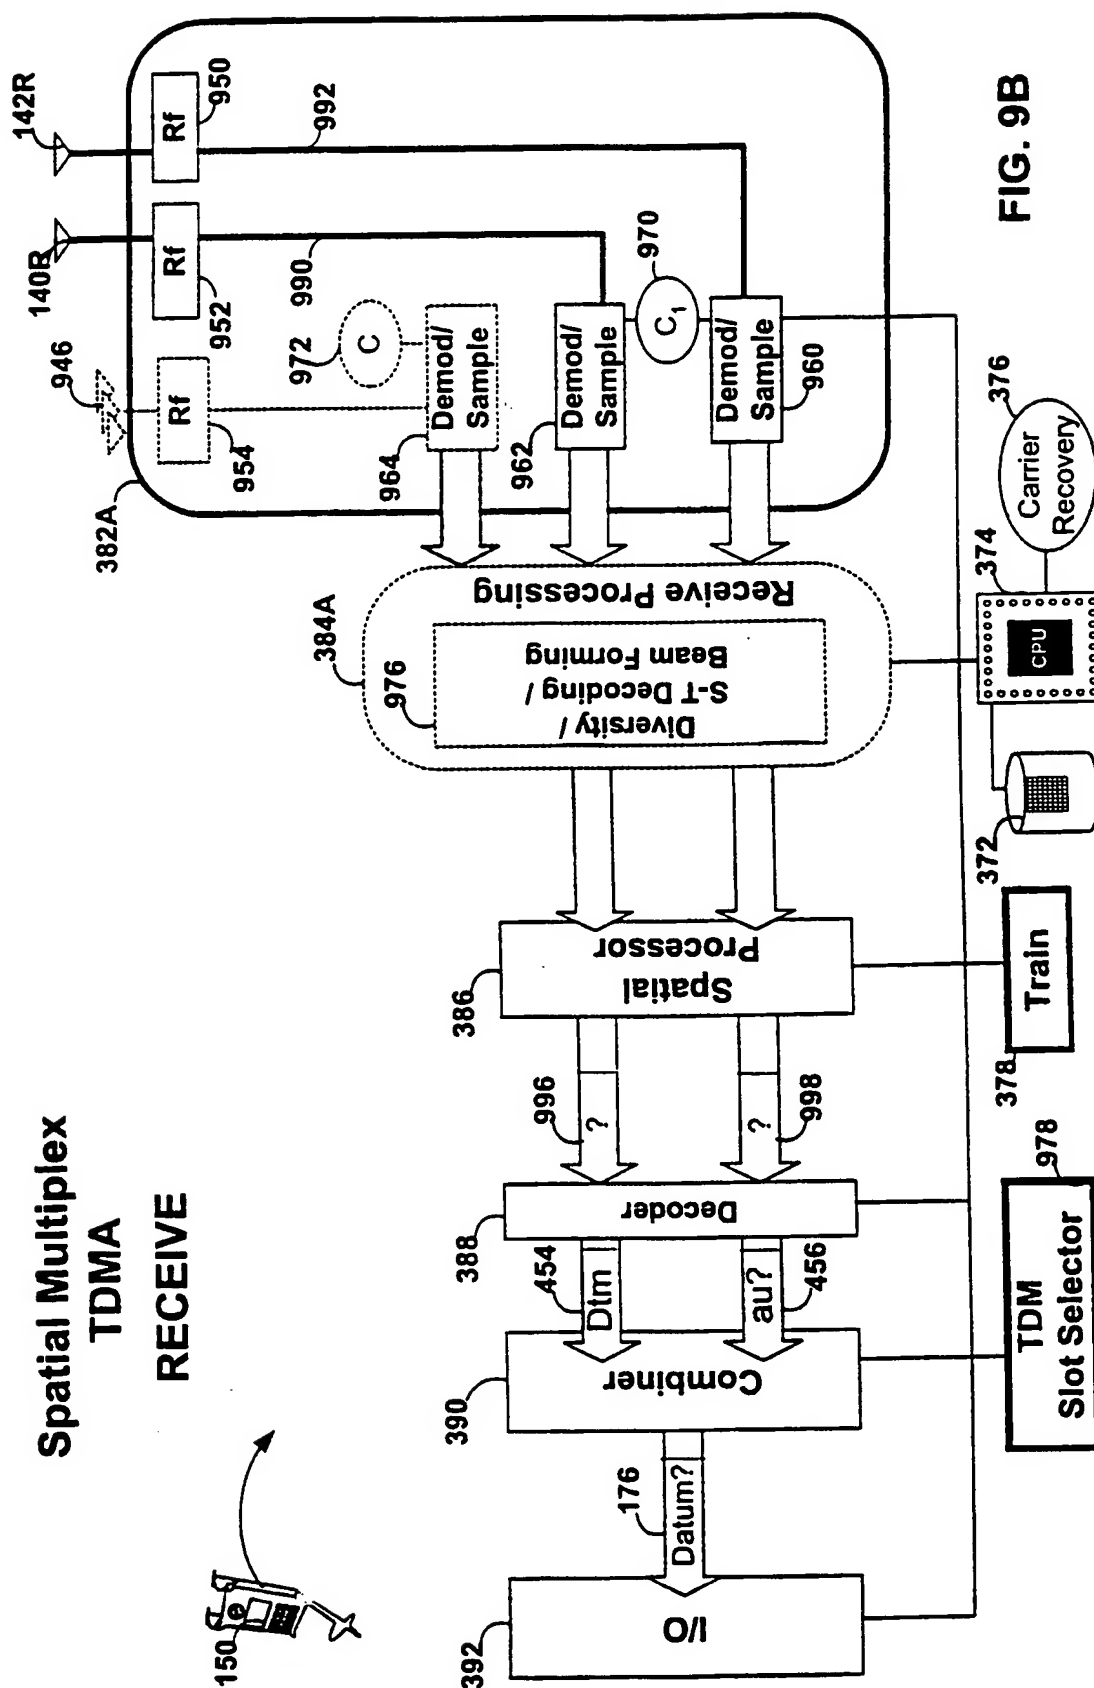 Spatial Multiplex
TDMA
RECEIVE
150
382A
946
140R
142R
Rf
954
Rf
952
Rf
950
990
992
972
C
970
C₁
964
Demod/
Sample
962
Demod/
Sample
960
Demod/
Sample
384A
Receive Processing
976
Diversity /
S-T Decoding /
Beam Forming
386
Spatial
Processor
996
?
998
?
388
Decoder
454
Dtm
456
au?
390
Combiner
176
Datum?
392
I/O
978
TDM
Slot Selector
378
Train
372
374
CPU
376
Carrier
Recovery
FIG. 9B